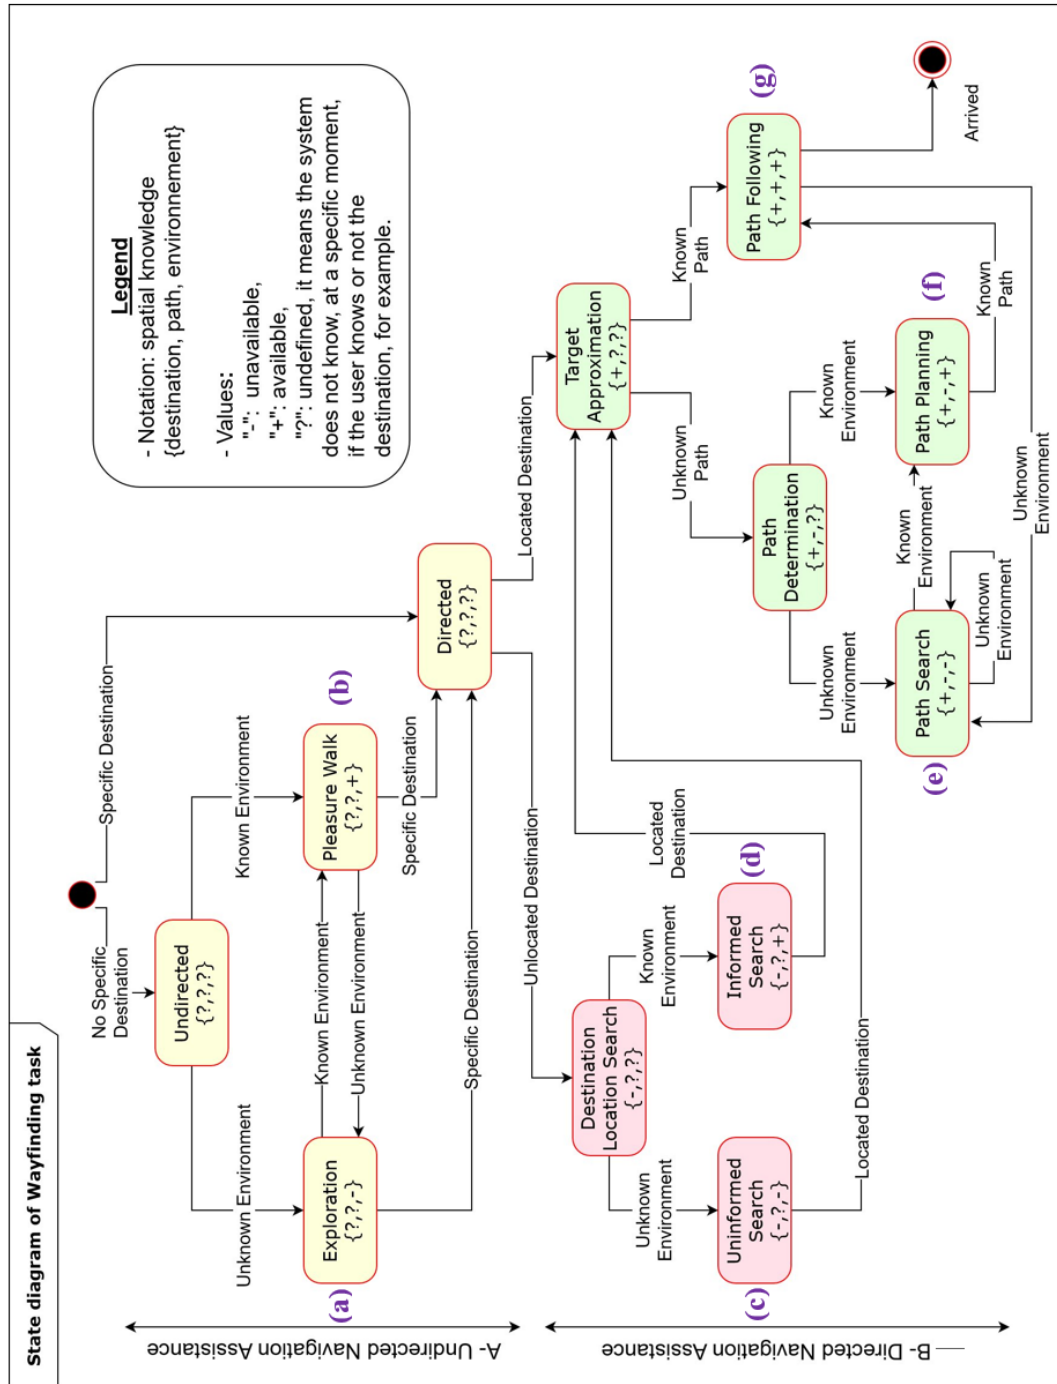 State diagram of Wayfinding task
Legend
- Notation: spatial knowledge
{destination, path, environnement}
- Values:
"-": unavailable,
"+": available,
"?": undefined, it means the system
does not know, at a specific moment,
if the user knows or not the
destination, for example.
A- Undirected Navigation Assistance
No Specific
Destination
Specific Destination
Undirected
{?,?,?}
Unknown Environment
Known Environment
(a)
Exploration
{?,?,-}
Known Environment
Unknown Environment
Pleasure Walk
{?,?,+}
(b)
Specific Destination
Specific Destination
Directed
{?,?,?}
Unlocated Destination
Located Destination
B- Directed Navigation Assistance
Destination
Location Search
{-,?,?}
Unknown
Environment
Known
Environment
(c)
Uninformed
Search
{-,?,-}
Informed
Search
{-,?,+}
(d)
Located Destination
Located
Destination
Target
Approximation
{+,?,?}
Unknown
Path
Known
Path
Path
Determination
{+,-,?}
Path Following
{+,+,+}
(g)
Unknown
Environment
Known
Environment
(e)
Path Search
{+,-,-}
Known
Environment
Path Planning
{+,-,+}
(f)
Unknown
Environment
Known
Path
Unknown
Environment
Arrived